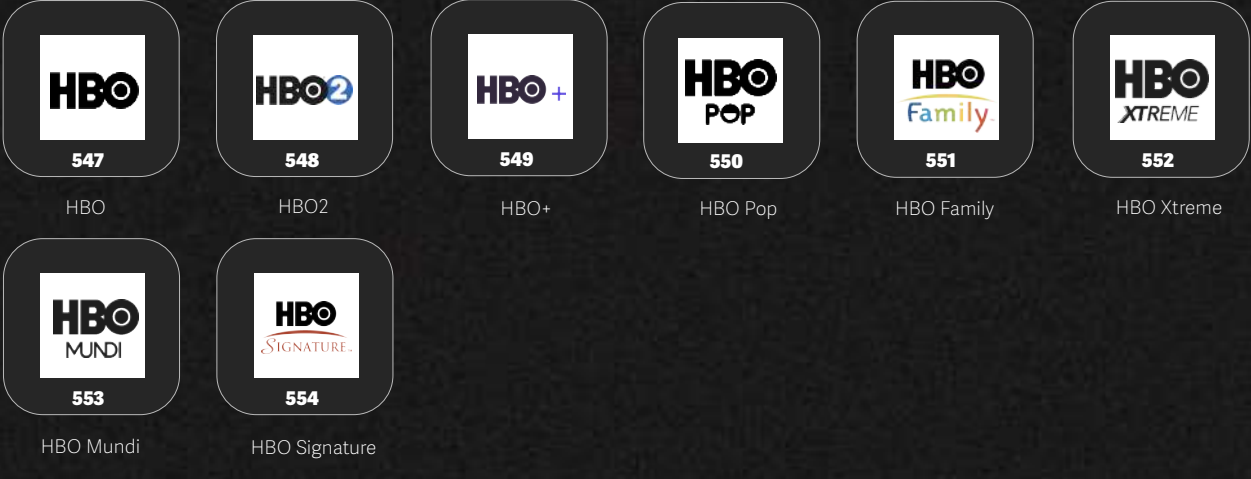 HBO
547
HBO
HBO2
548
HBO2
HBO +
549
HBO+
HBO
POP
550
HBO Pop
HBO
Family
551
HBO Family
HBO
XTREME
552
HBO Xtreme
HBO
MUNDI
553
HBO Mundi
HBO
SIGNATURE
554
HBO Signature